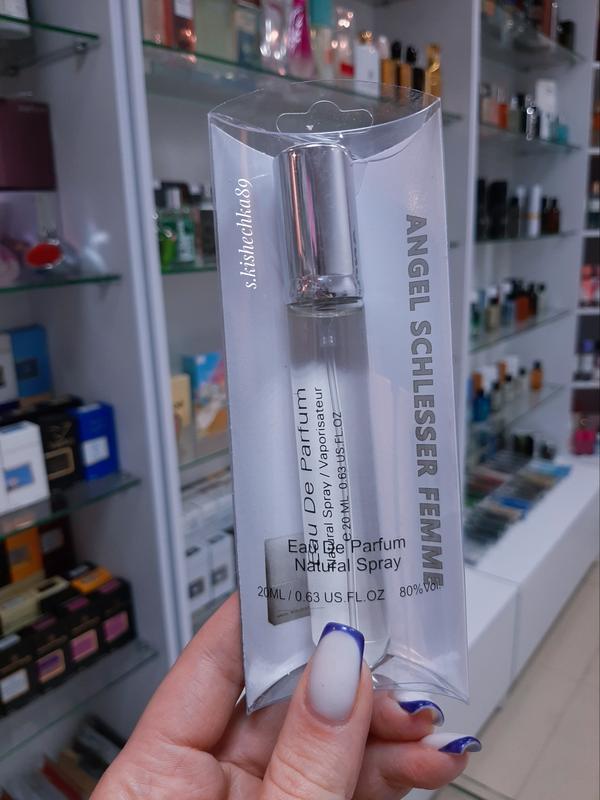 s.kishechka89
ANGEL SCHLESSER FEMME
Eau De Parfum
Natural Spray / Vaporisateur
e 20 ML 0.63 US.FL.OZ
Eau De Parfum
Natural Spray
20ML / 0.63 US.FL.OZ 80%Vol.